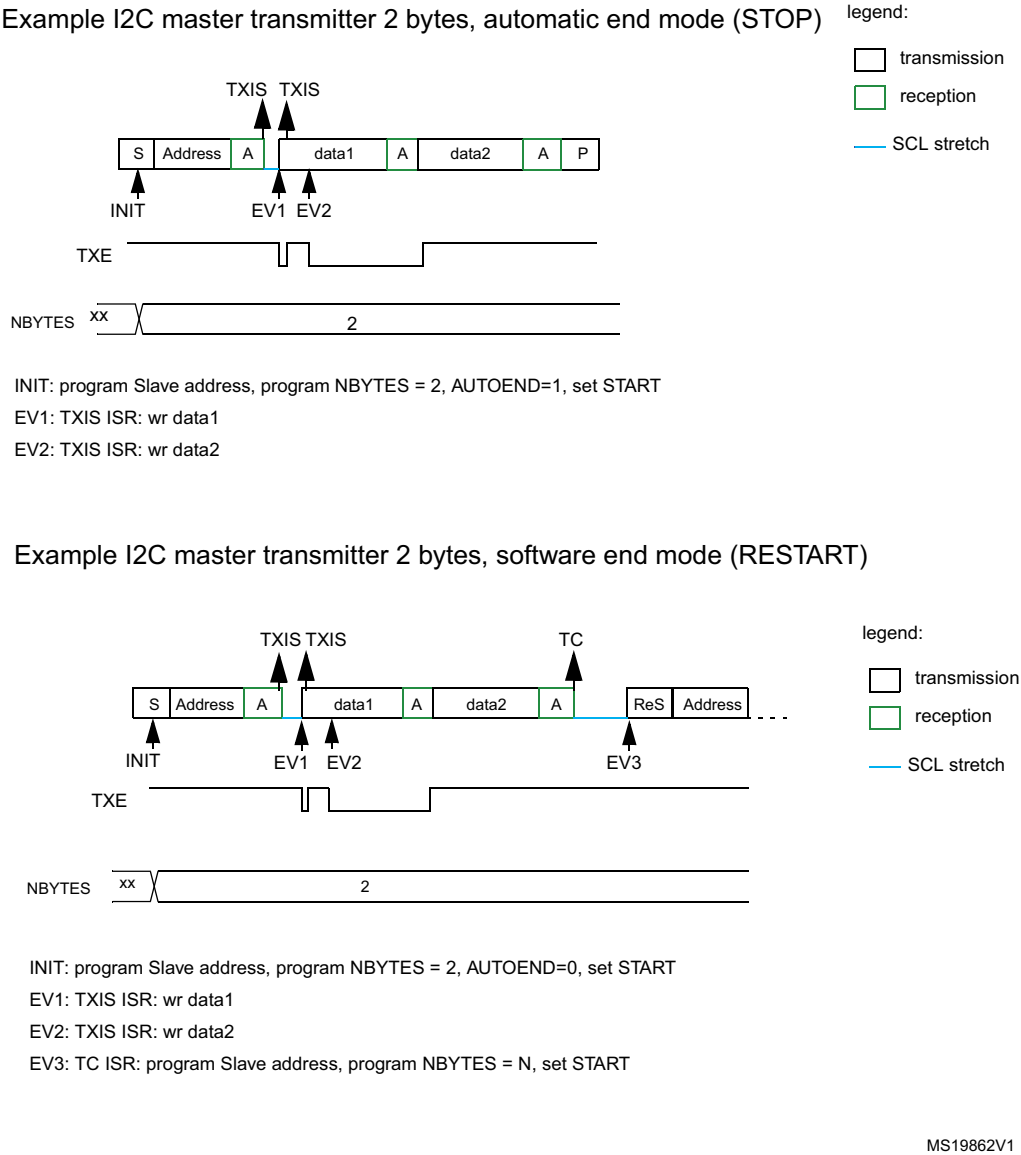 Example I2C master transmitter 2 bytes, automatic end mode (STOP)
legend:
transmission
reception
SCL stretch
TXIS TXIS
S Address A data1 A data2 A P
INIT EV1 EV2
TXE
NBYTES xx 2
INIT: program Slave address, program NBYTES = 2, AUTOEND=1, set START
EV1: TXIS ISR: wr data1
EV2: TXIS ISR: wr data2
Example I2C master transmitter 2 bytes, software end mode (RESTART)
legend:
transmission
reception
SCL stretch
TXIS TXIS TC
S Address A data1 A data2 A ReS Address
INIT EV1 EV2 EV3
TXE
NBYTES xx 2
INIT: program Slave address, program NBYTES = 2, AUTOEND=0, set START
EV1: TXIS ISR: wr data1
EV2: TXIS ISR: wr data2
EV3: TC ISR: program Slave address, program NBYTES = N, set START
MS19862V1